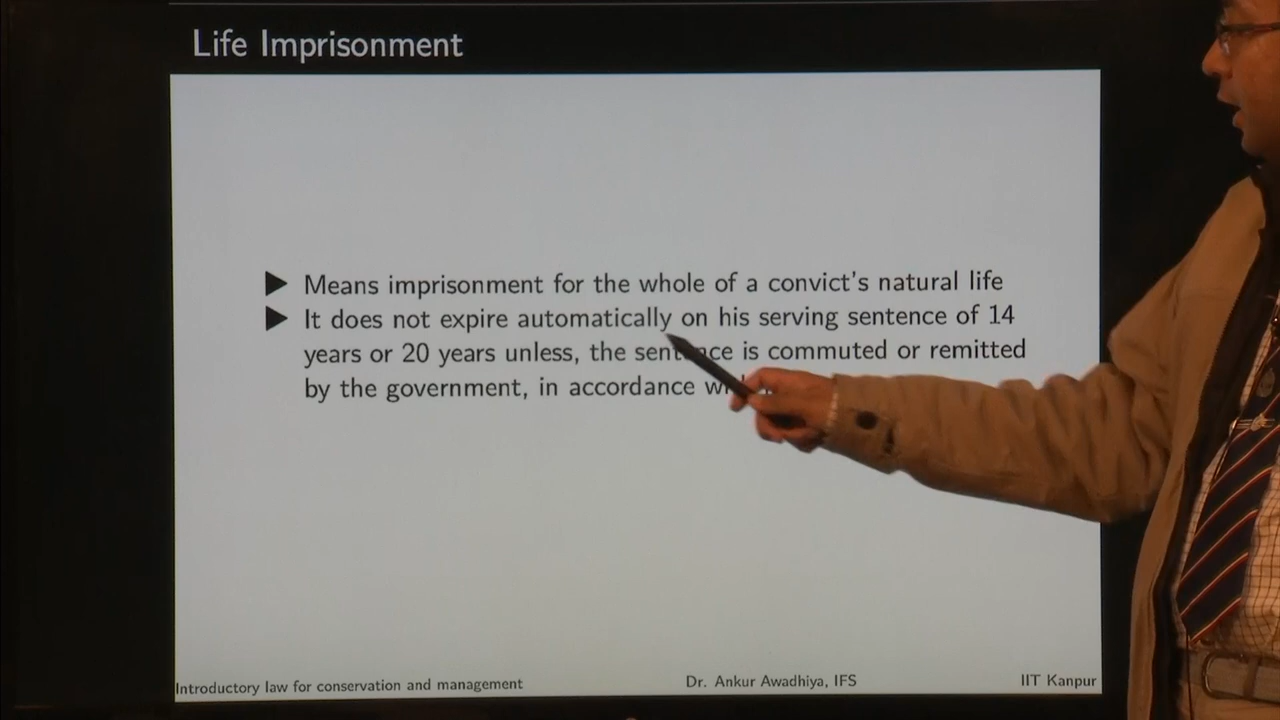 Life Imprisonment
▶ Means imprisonment for the whole of a convict's natural life
▶ It does not expire automatically on his serving sentence of 14
years or 20 years unless, the sentence is commuted or remitted
by the government, in accordance
Introductory law for conservation and management Dr. Ankur Awadhiya, IFS IIT Kanpur